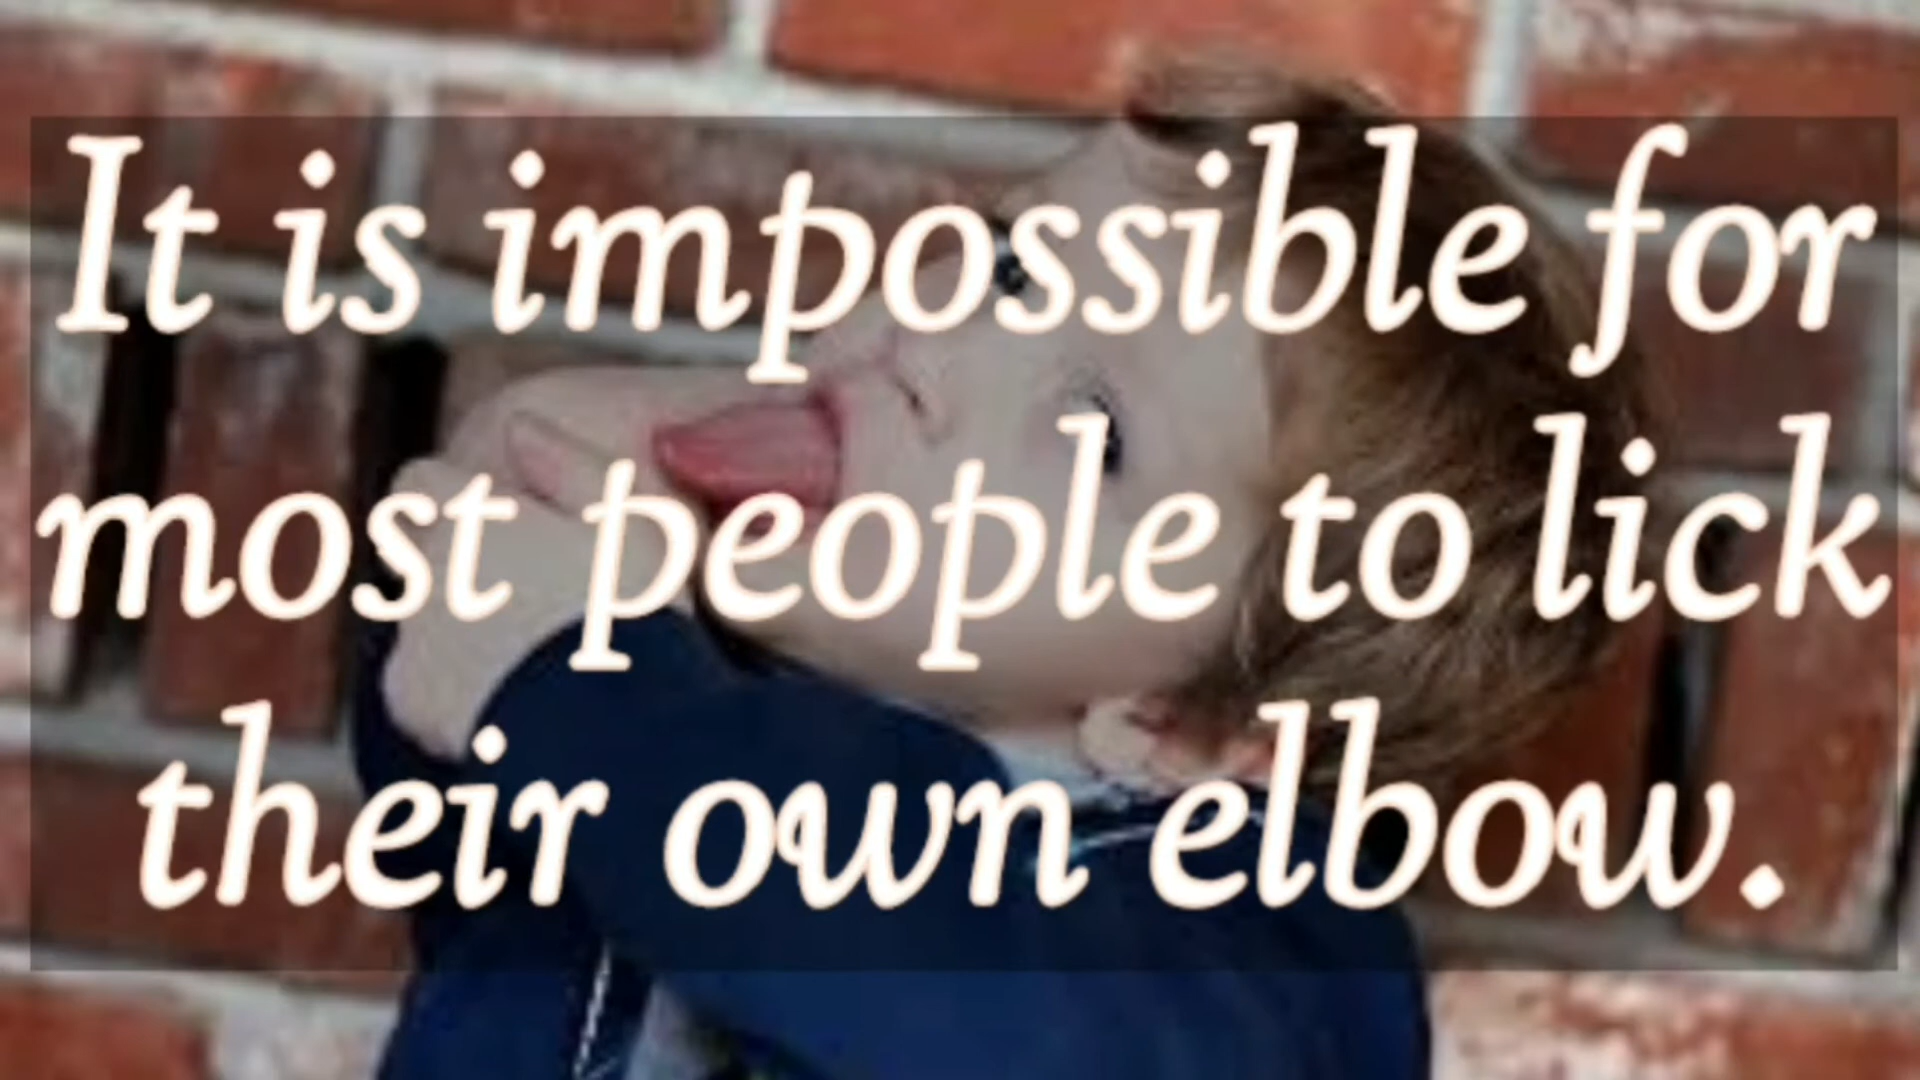 It is impossible for
most people to lick
their own elbow.